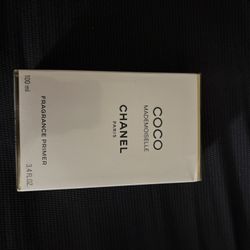 COCO
MADEMOISELLE
CHANEL
PARIS
FRAGRANCE PRIMER
100 ml
3.4 FL. OZ.